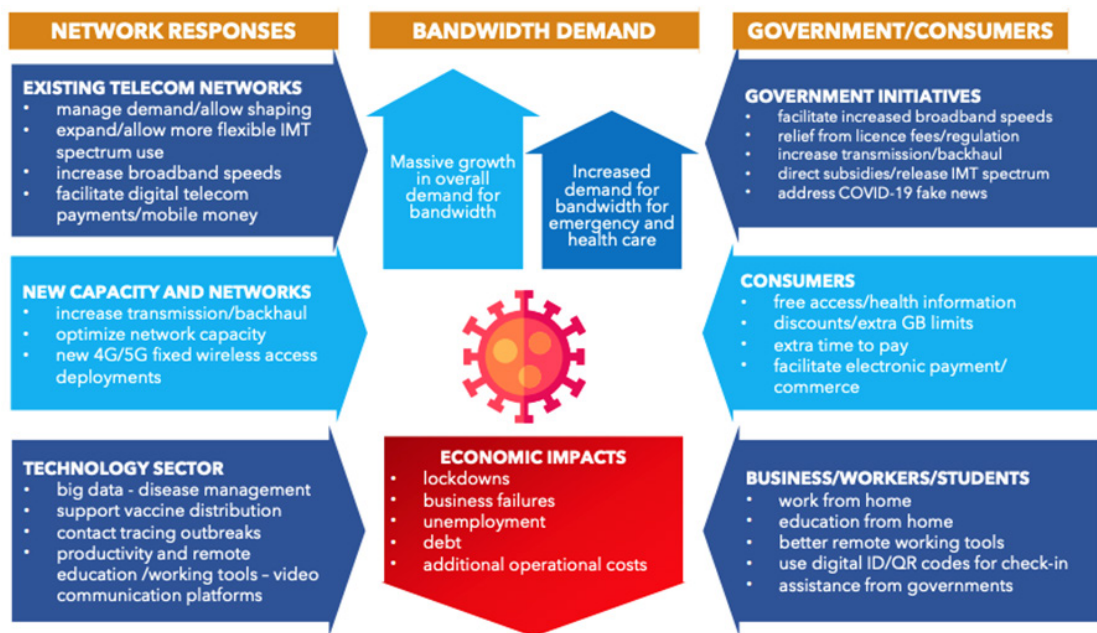 NETWORK RESPONSES
EXISTING TELECOM NETWORKS
• manage demand/allow shaping
• expand/allow more flexible IMT
spectrum use
• increase broadband speeds
• facilitate digital telecom
payments/mobile money
NEW CAPACITY AND NETWORKS
• increase transmission/backhaul
• optimize network capacity
• new 4G/5G fixed wireless access
deployments
TECHNOLOGY SECTOR
• big data - disease management
• support vaccine distribution
• contact tracing outbreaks
• productivity and remote
education /working tools – video
communication platforms
BANDWIDTH DEMAND
Massive growth
in overall
demand for
bandwidth
Increased
demand for
bandwidth for
emergency and
health care
ECONOMIC IMPACTS
• lockdowns
• business failures
• unemployment
• debt
• additional operational costs
GOVERNMENT/CONSUMERS
GOVERNMENT INITIATIVES
• facilitate increased broadband speeds
• relief from licence fees/regulation
• increase transmission/backhaul
• direct subsidies/release IMT spectrum
• address COVID-19 fake news
CONSUMERS
• free access/health information
• discounts/extra GB limits
• extra time to pay
• facilitate electronic payment/
commerce
BUSINESS/WORKERS/STUDENTS
• work from home
• education from home
• better remote working tools
• use digital ID/QR codes for check-in
• assistance from governments